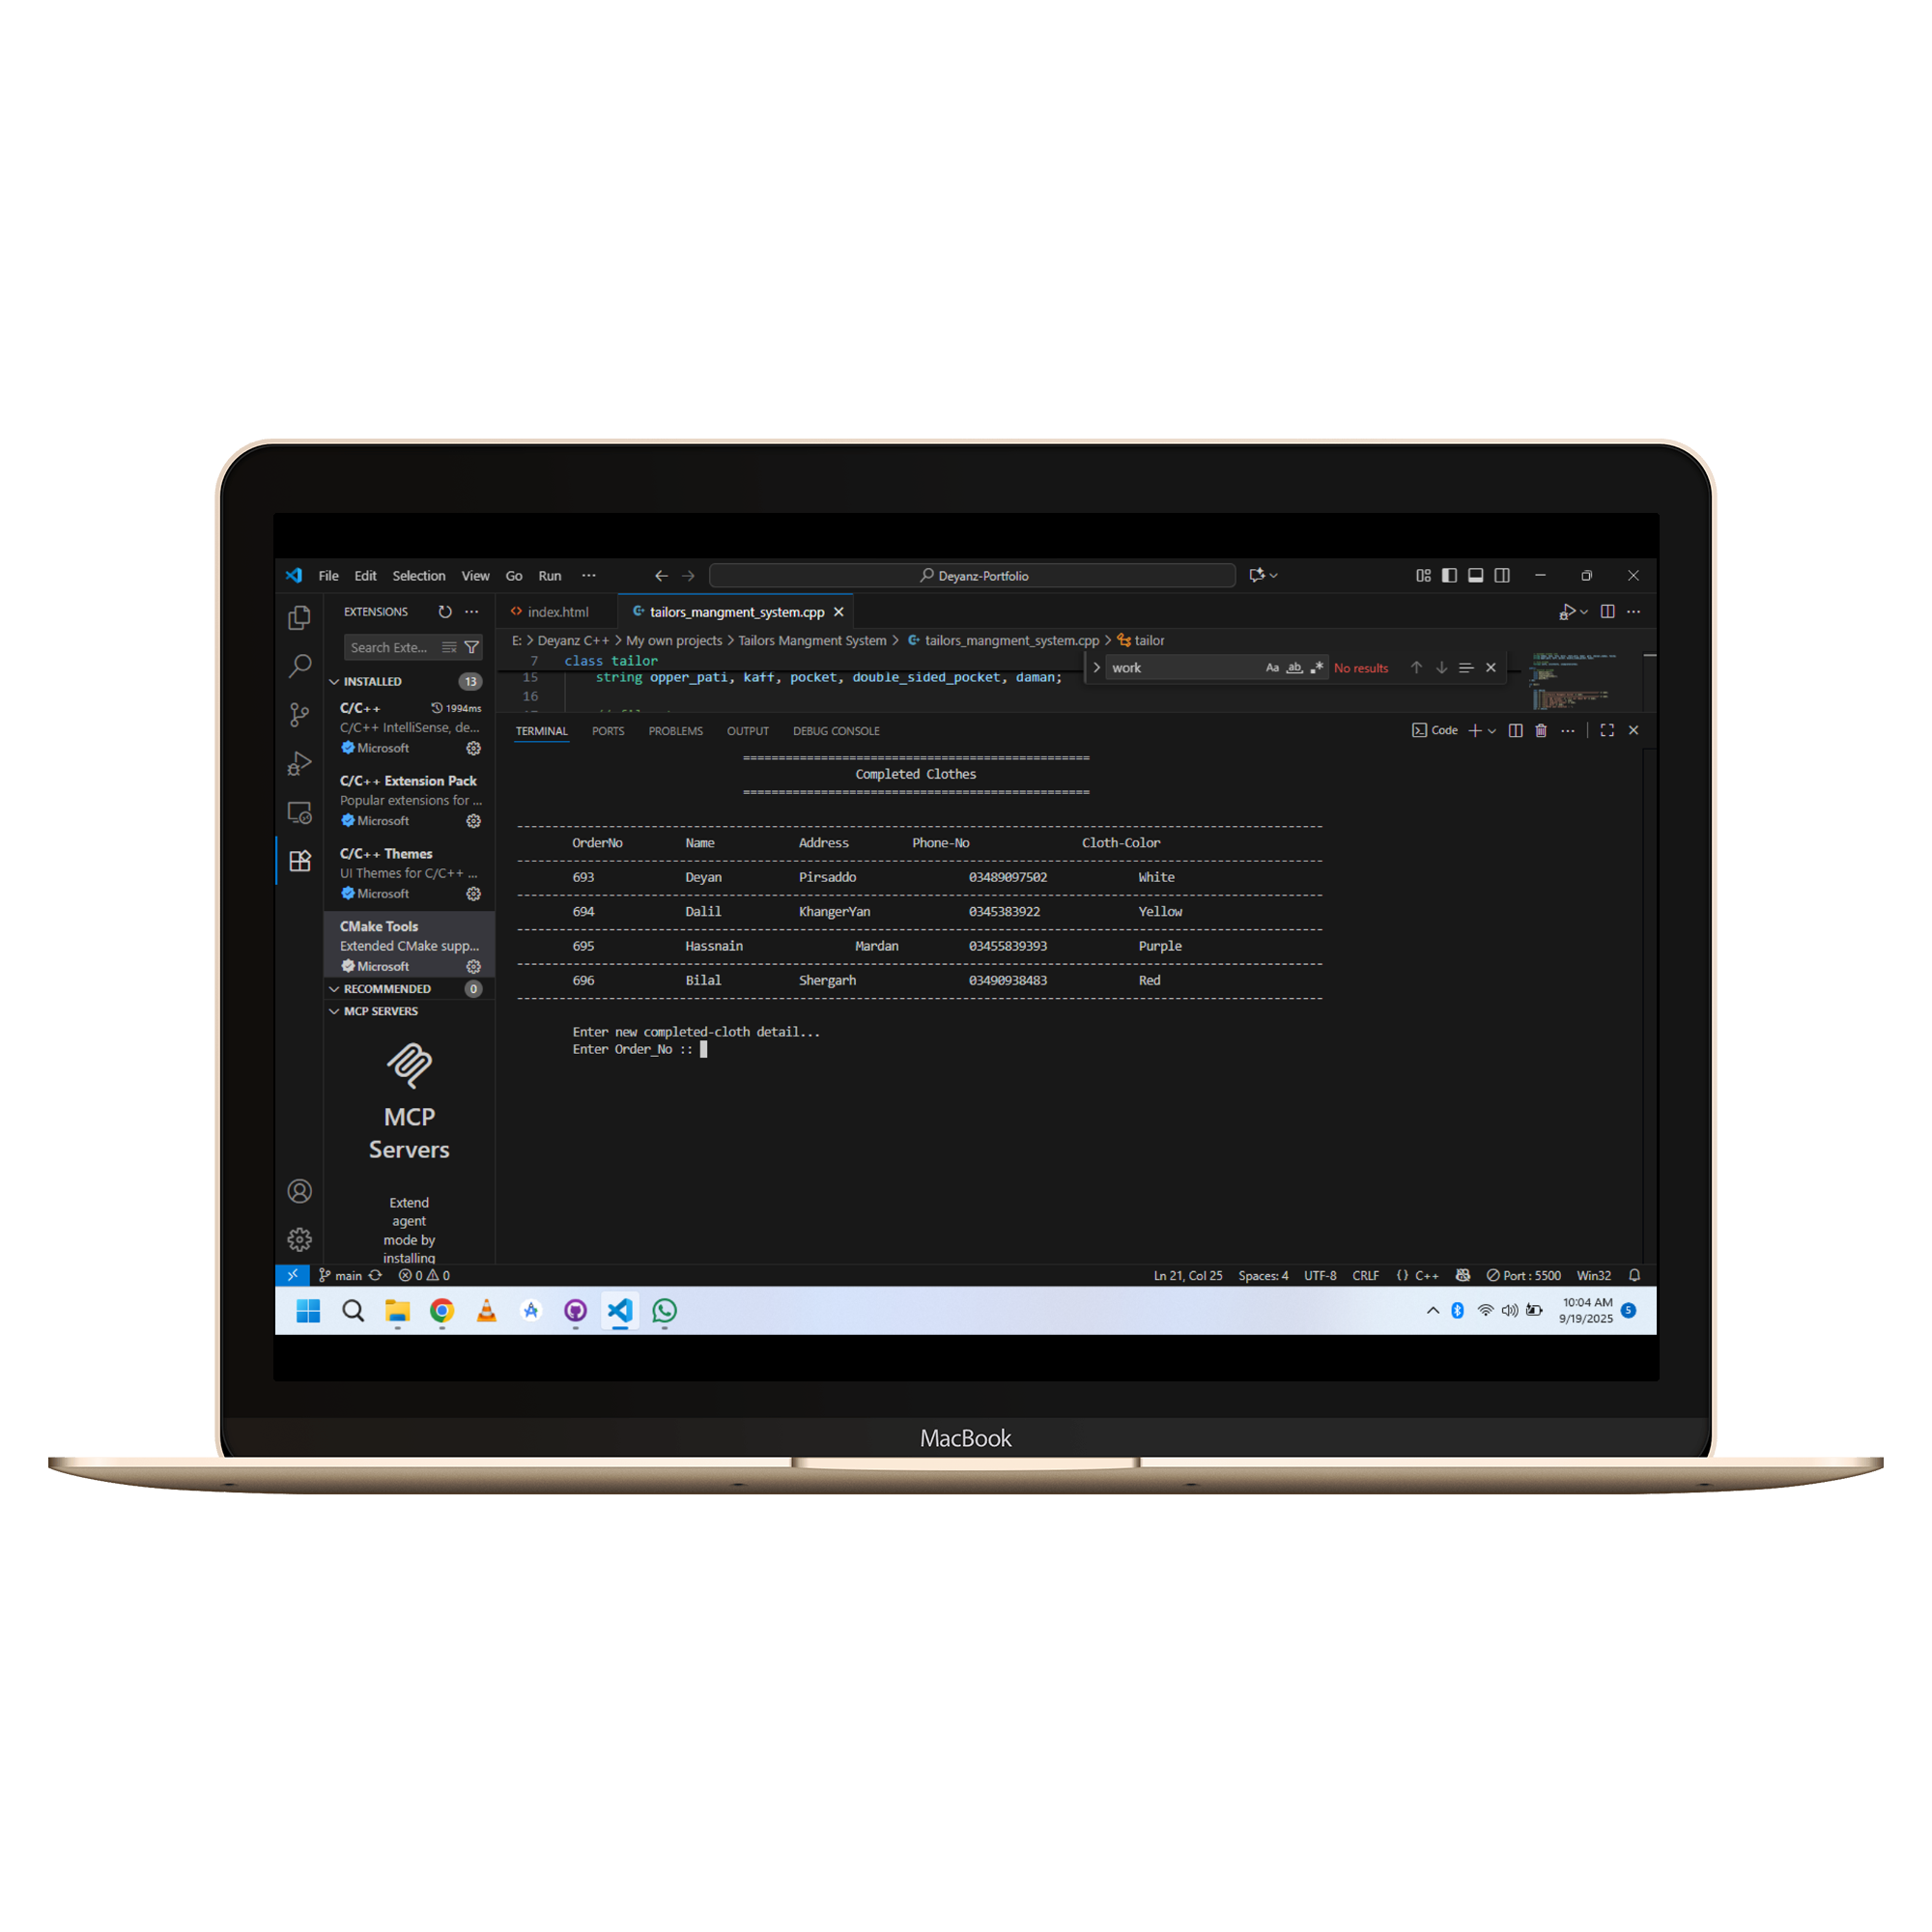 File Edit Selection View Go Run ··· Deyanz-Portfolio
EXTENSIONS
Search Exte...
INSTALLED 13
C/C++ 1994ms
C/C++ IntelliSense, de...
Microsoft
C/C++ Extension Pack
Popular extensions for ...
Microsoft
C/C++ Themes
UI Themes for C/C++ ...
Microsoft
CMake Tools
Extended CMake supp...
Microsoft
RECOMMENDED 0
MCP SERVERS
MCP
Servers
Extend
agent
mode by
installing
index.html tailors_mangment_system.cpp
E: > Deyanz C++ > My own projects > Tailors Mangment System > tailors_mangment_system.cpp > tailor
7 class tailor
15 string opper_pati, kaff, pocket, double_sided_pocket, daman;
16
work Aa ab .* No results
TERMINAL PORTS PROBLEMS OUTPUT DEBUG CONSOLE Code
=================================================
Completed Clothes
=================================================
OrderNo Name Address Phone-No Cloth-Color
693 Deyan Pirsaddo 03489097502 White
694 Dalil KhangerYan 0345383922 Yellow
695 Hassnain Mardan 03455839393 Purple
696 Bilal Shergarh 03490938483 Red
Enter new completed-cloth detail...
Enter Order_No ::
main 0 0 Ln 21, Col 25 Spaces: 4 UTF-8 CRLF {} C++ Port : 5500 Win32
10:04 AM
9/19/2025 5
MacBook